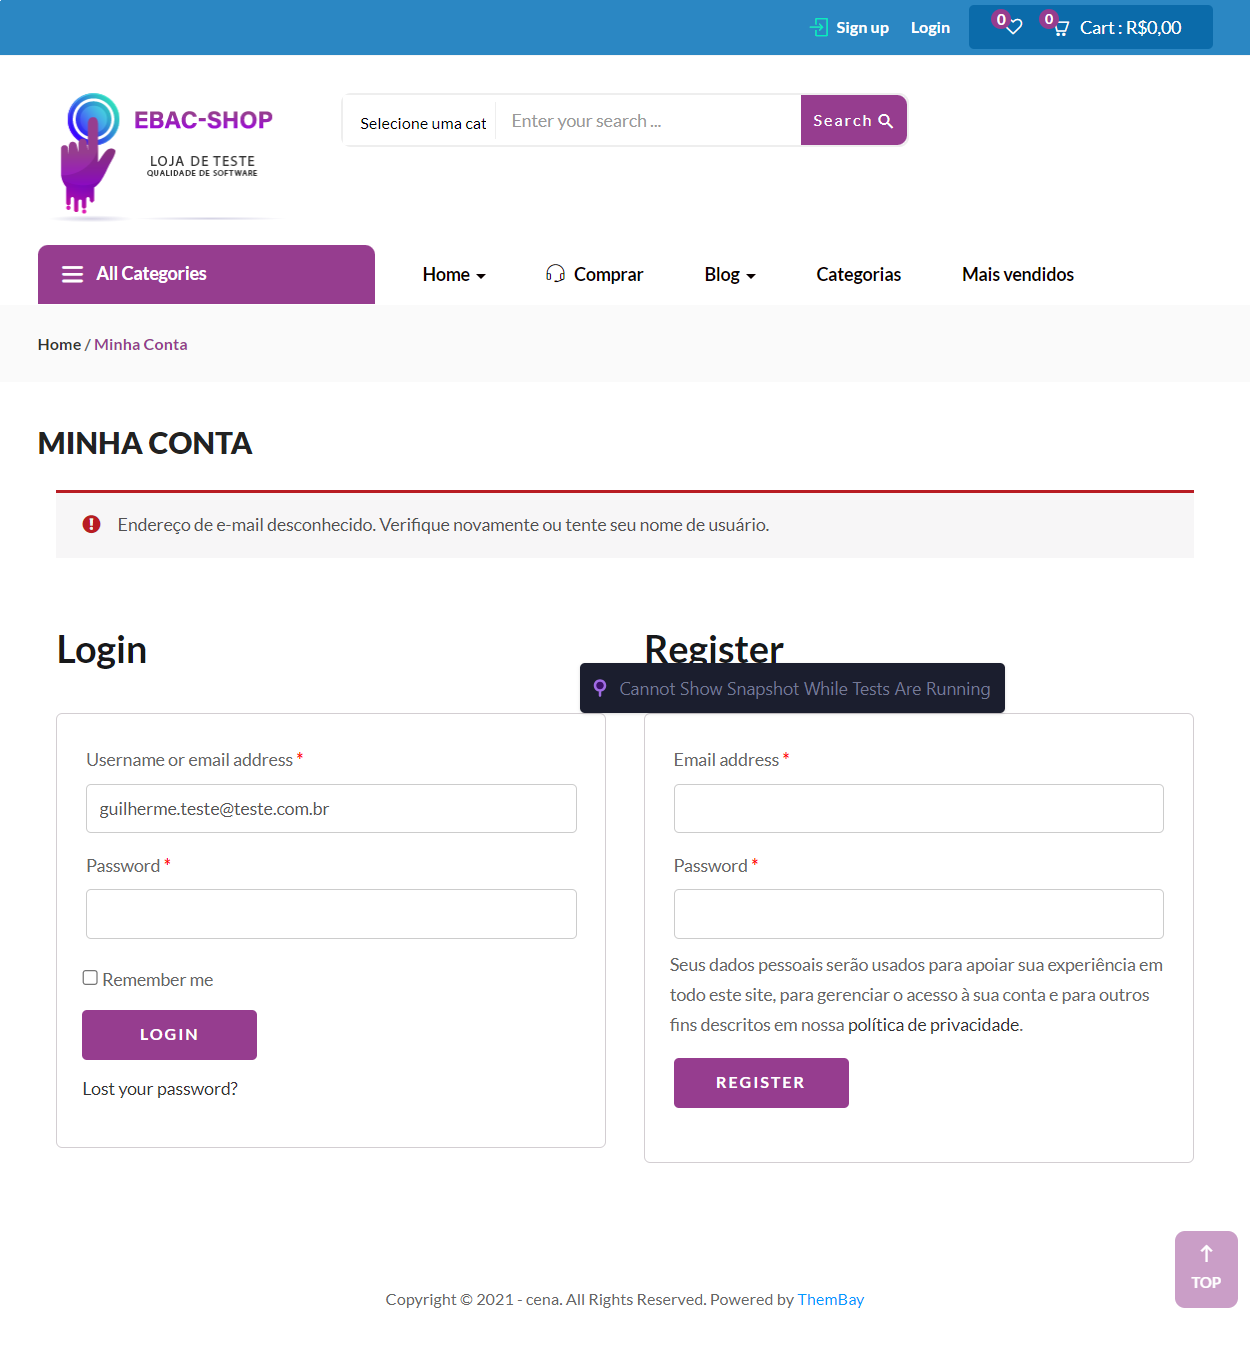 Sign up Login 0 0 Cart : R$0,00
EBAC-SHOP
LOJA DE TESTE
QUALIDADE DE SOFTWARE
Selecione uma cat Enter your search ... Search
All Categories Home Comprar Blog Categorias Mais vendidos
Home / Minha Conta
MINHA CONTA
Endereço de e-mail desconhecido. Verifique novamente ou tente seu nome de usuário.
Login
Register
Cannot Show Snapshot While Tests Are Running
Username or email address *
guilherme.teste@teste.com.br
Password *
Remember me
LOGIN
Lost your password?
Email address *
Password *
Seus dados pessoais serão usados para apoiar sua experiência em
todo este site, para gerenciar o acesso à sua conta e para outros
fins descritos em nossa política de privacidade.
REGISTER
TOP
Copyright © 2021 - cena. All Rights Reserved. Powered by ThemBay